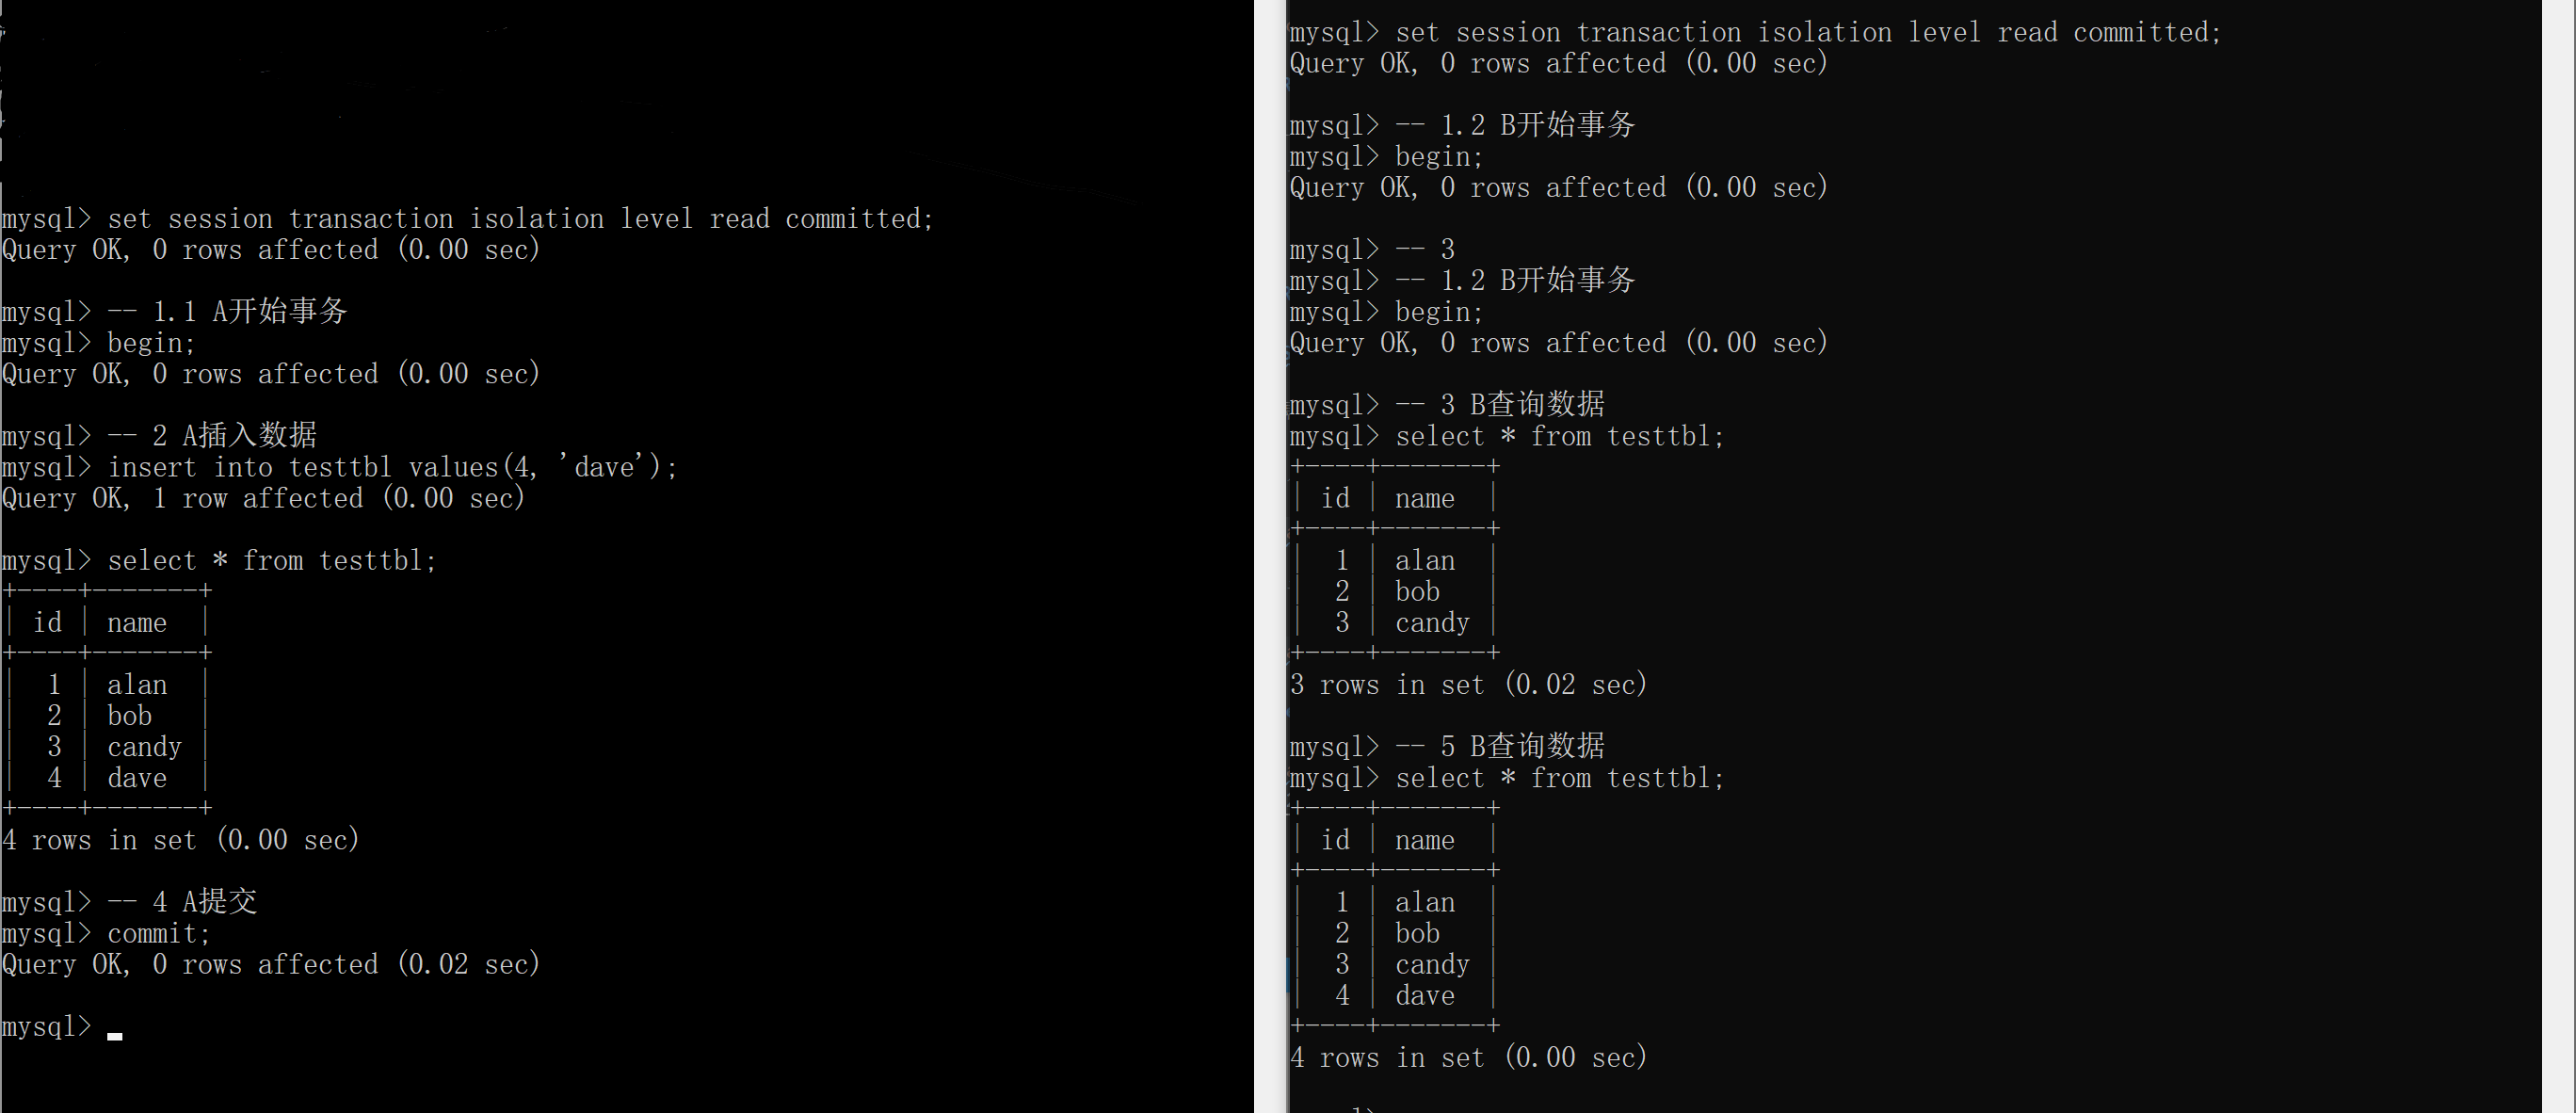 mysql> set session transaction isolation level read committed;
Query OK, 0 rows affected (0.00 sec)
mysql> -- 1.1 A开始事务
mysql> begin;
Query OK, 0 rows affected (0.00 sec)
mysql> -- 2 A插入数据
mysql> insert into testtbl values(4, 'dave');
Query OK, 1 row affected (0.00 sec)
mysql> select * from testtbl;
+----+-------+
| id | name  |
+----+-------+
|  1 | alan  |
|  2 | bob   |
|  3 | candy |
|  4 | dave  |
+----+-------+
4 rows in set (0.00 sec)
mysql> -- 4 A提交
mysql> commit;
Query OK, 0 rows affected (0.02 sec)
mysql>
mysql> set session transaction isolation level read committed;
Query OK, 0 rows affected (0.00 sec)
mysql> -- 1.2 B开始事务
mysql> begin;
Query OK, 0 rows affected (0.00 sec)
mysql> -- 3
mysql> -- 1.2 B开始事务
mysql> begin;
Query OK, 0 rows affected (0.00 sec)
mysql> -- 3 B查询数据
mysql> select * from testtbl;
+----+-------+
| id | name  |
+----+-------+
|  1 | alan  |
|  2 | bob   |
|  3 | candy |
+----+-------+
3 rows in set (0.02 sec)
mysql> -- 5 B查询数据
mysql> select * from testtbl;
+----+-------+
| id | name  |
+----+-------+
|  1 | alan  |
|  2 | bob   |
|  3 | candy |
|  4 | dave  |
+----+-------+
4 rows in set (0.00 sec)